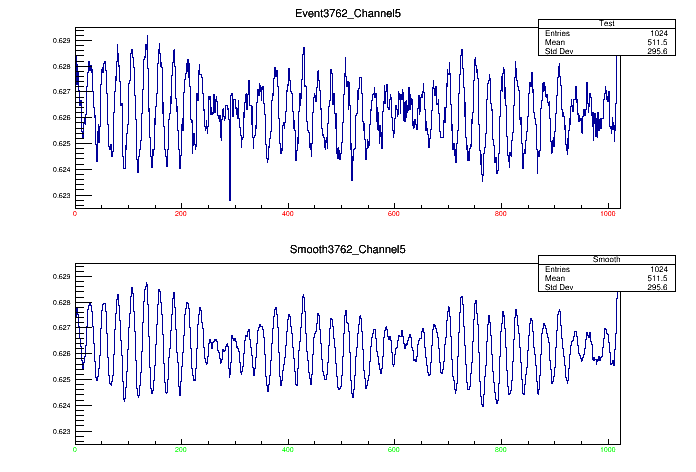 Event3762_Channel5
Test
Entries 1024
Mean 511.5
Std Dev 295.6
0.629
0.628
0.627
0.626
0.625
0.624
0.623
0 200 400 600 800 1000
Smooth3762_Channel5
Smooth
Entries 1024
Mean 511.5
Std Dev 295.6
0.629
0.628
0.627
0.626
0.625
0.624
0.623
0 200 400 600 800 1000